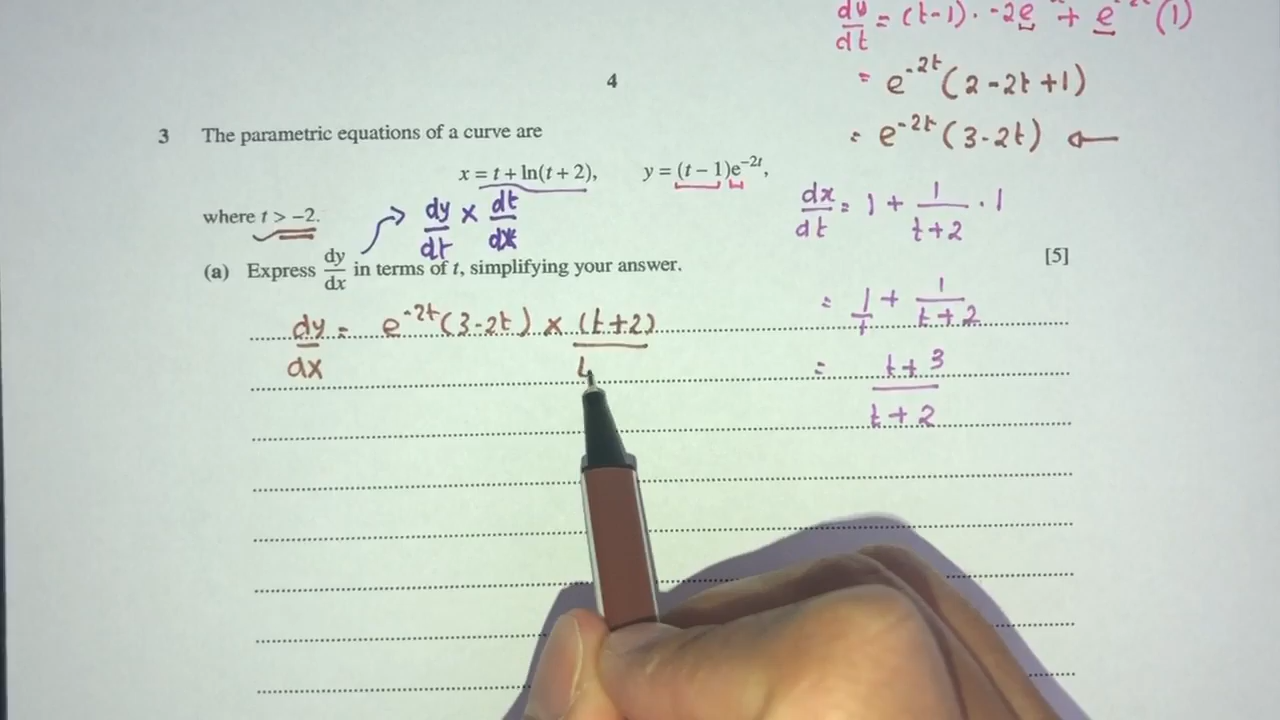 dy/dt = (t-1) · -2e + e (1)
4
= e^-2t (2-2t+1)
3 The parametric equations of a curve are
= e^-2t (3-2t) ←
x = t + ln(t + 2), y = (t − 1)e^−2t,
dx/dt = 1 + 1/(t+2) · 1
where t > −2.
dy/dt × dt/dx
(a) Express dy/dx in terms of t, simplifying your answer. [5]
= 1/1 + 1/(t+2)
dy/dx = e^-2t (3-2t) × (t+2)
= (t+3)/(t+2)